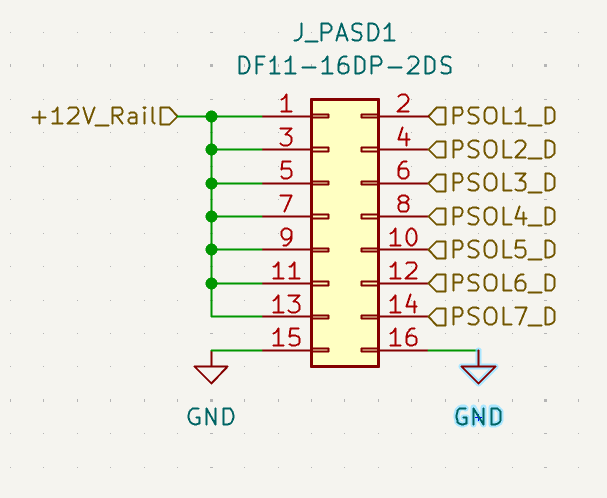 J_PASD1
DF11-16DP-2DS
+12V_Rail 1 2 PSOL1_D
3 4 PSOL2_D
5 6 PSOL3_D
7 8 PSOL4_D
9 10 PSOL5_D
11 12 PSOL6_D
13 14 PSOL7_D
15 16
GND GND